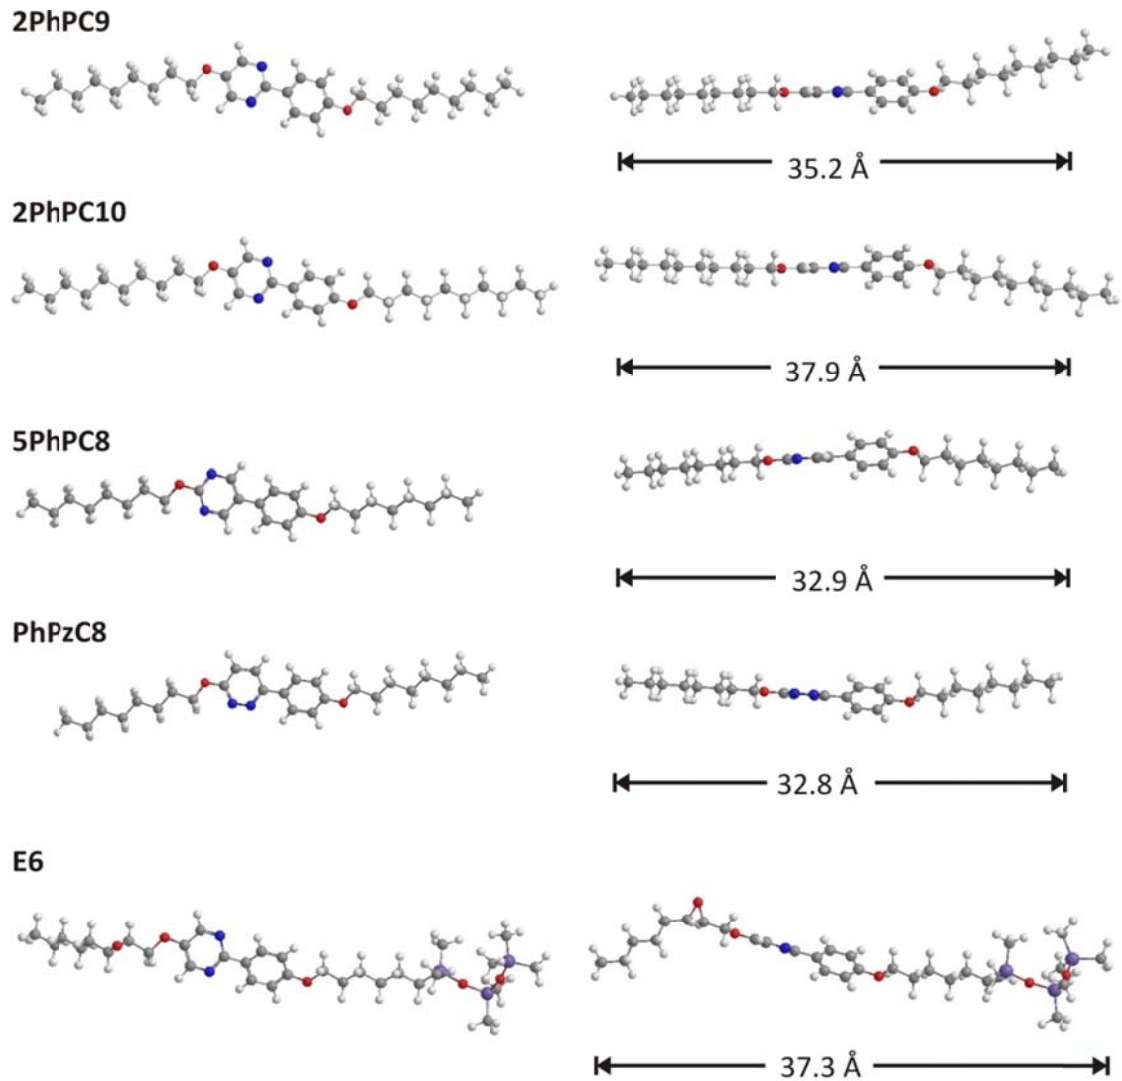 2PhPC9
35.2 Å
2PhPC10
37.9 Å
5PhPC8
32.9 Å
PhPzC8
32.8 Å
E6
37.3 Å